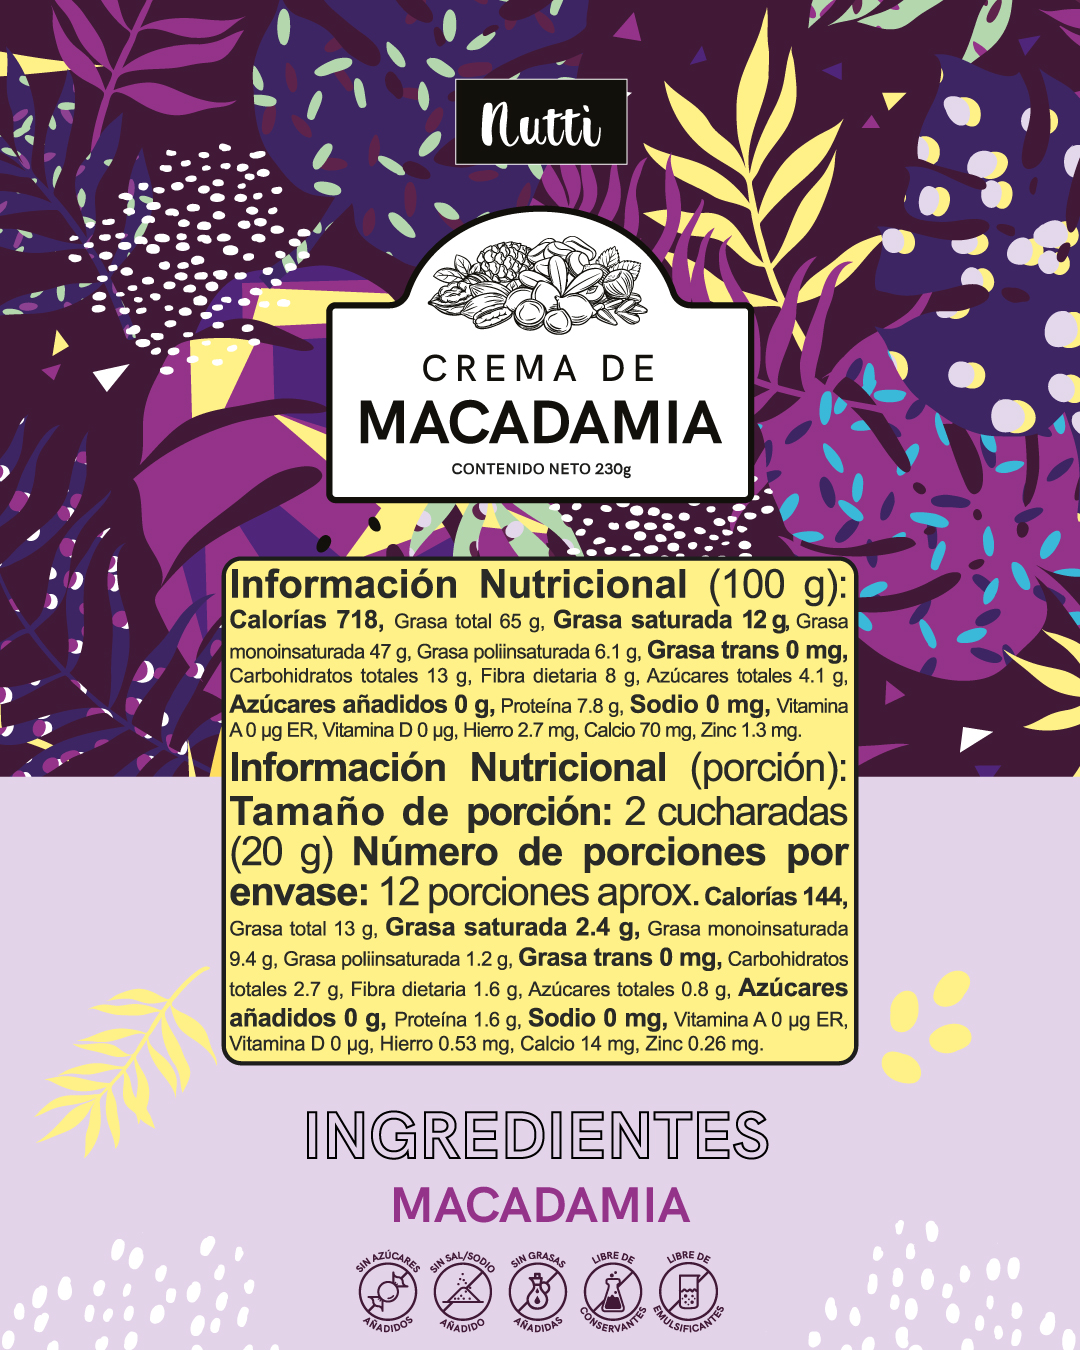 Nutti
CREMA DE
MACADAMIA
CONTENIDO NETO 230g
Información Nutricional (100 g):
Calorías 718, Grasa total 65 g, Grasa saturada 12 g, Grasa
monoinsaturada 47 g, Grasa poliinsaturada 6.1 g, Grasa trans 0 mg,
Carbohidratos totales 13 g, Fibra dietaria 8 g, Azúcares totales 4.1 g,
Azúcares añadidos 0 g, Proteína 7.8 g, Sodio 0 mg, Vitamina
A 0 µg ER, Vitamina D 0 µg, Hierro 2.7 mg, Calcio 70 mg, Zinc 1.3 mg.
Información Nutricional (porción):
Tamaño de porción: 2 cucharadas
(20 g) Número de porciones por
envase: 12 porciones aprox. Calorías 144,
Grasa total 13 g, Grasa saturada 2.4 g, Grasa monoinsaturada
9.4 g, Grasa poliinsaturada 1.2 g, Grasa trans 0 mg, Carbohidratos
totales 2.7 g, Fibra dietaria 1.6 g, Azúcares totales 0.8 g, Azúcares
añadidos 0 g, Proteína 1.6 g, Sodio 0 mg, Vitamina A 0 µg ER,
Vitamina D 0 µg, Hierro 0.53 mg, Calcio 14 mg, Zinc 0.26 mg.
INGREDIENTES
MACADAMIA
SIN AZÚCARES
AÑADIDOS
SIN SAL/SODIO
AÑADIDO
SIN GRASAS
AÑADIDAS
LIBRE DE
CONSERVANTES
LIBRE DE
EMULSIFICANTES